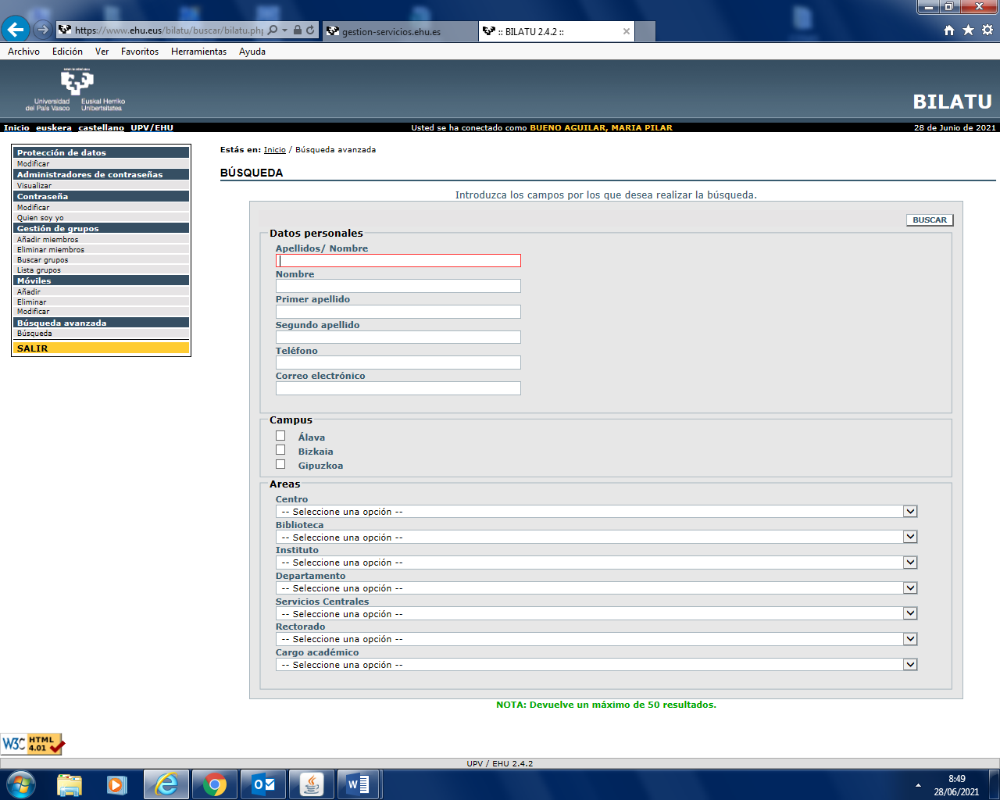 https://www.ehu.eus/bilatu/buscar/bilatu.php
gestion-servicios.ehu.es
:: BILATU 2.4.2 ::
Archivo Edición Ver Favoritos Herramientas Ayuda
Universidad del País Vasco
Euskal Herriko Unibertsitatea
BILATU
Inicio euskera castellano UPV/EHU
Usted se ha conectado como BUENO AGUILAR, MARIA PILAR
28 de Junio de 2021
Protección de datos
Modificar
Administradores de contraseñas
Visualizar
Contraseña
Modificar
Quien soy yo
Gestión de grupos
Añadir miembros
Eliminar miembros
Buscar grupos
Lista grupos
Móviles
Añadir
Eliminar
Modificar
Búsqueda avanzada
Búsqueda
SALIR
Estás en: Inicio / Búsqueda avanzada
BÚSQUEDA
Introduzca los campos por los que desea realizar la búsqueda.
BUSCAR
Datos personales
Apellidos/ Nombre
Nombre
Primer apellido
Segundo apellido
Teléfono
Correo electrónico
Campus
Álava
Bizkaia
Gipuzkoa
Areas
Centro
-- Seleccione una opción --
Biblioteca
-- Seleccione una opción --
Instituto
-- Seleccione una opción --
Departamento
-- Seleccione una opción --
Servicios Centrales
-- Seleccione una opción --
Rectorado
-- Seleccione una opción --
Cargo académico
-- Seleccione una opción --
NOTA: Devuelve un máximo de 50 resultados.
W3C HTML 4.01
UPV / EHU 2.4.2
8:49
28/06/2021